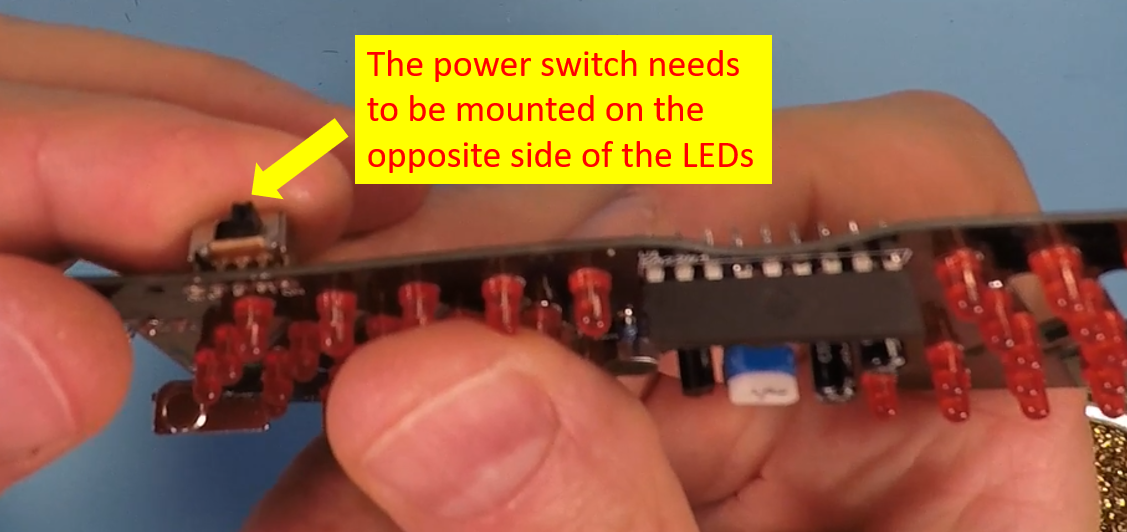 The power switch needs
to be mounted on the
opposite side of the LEDs